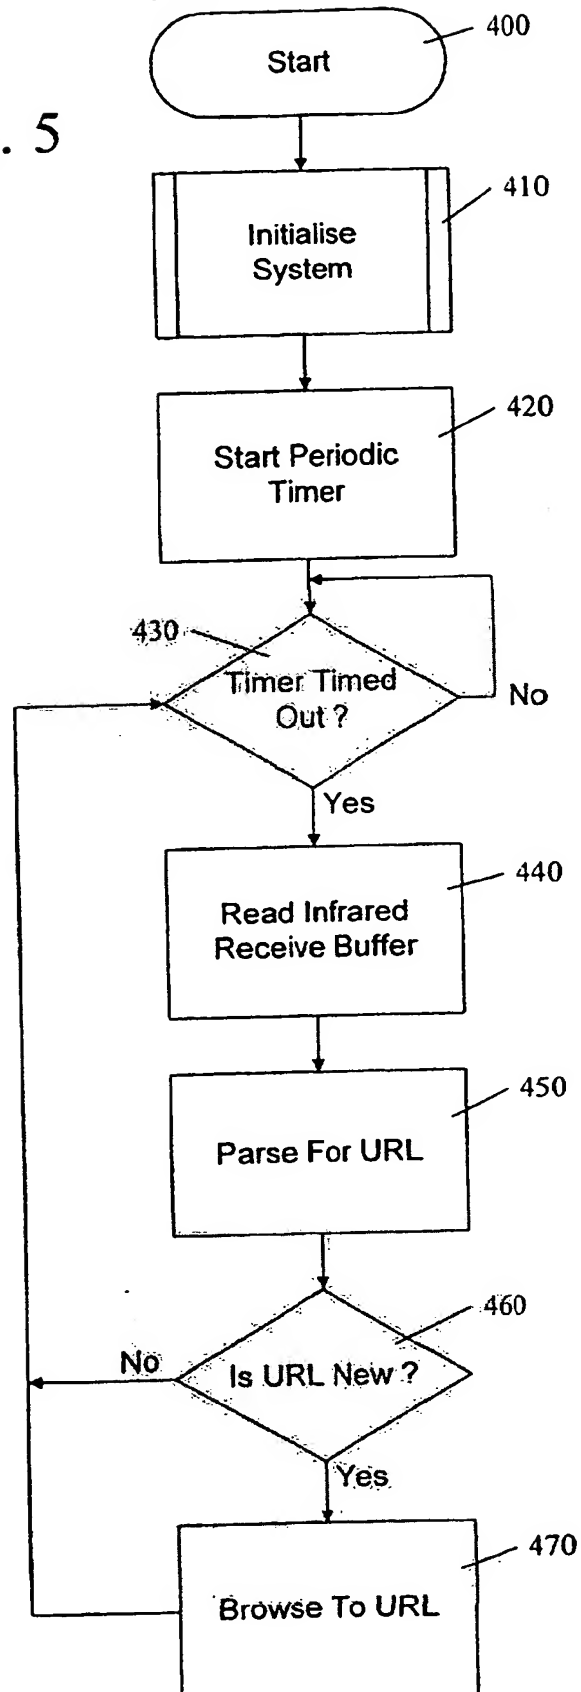 . 5
Start
400
Initialise
System
410
Start Periodic
Timer
420
430
Timer Timed
Out ?
No
Yes
Read Infrared
Receive Buffer
440
Parse For URL
450
460
Is URL New ?
No
Yes
Browse To URL
470